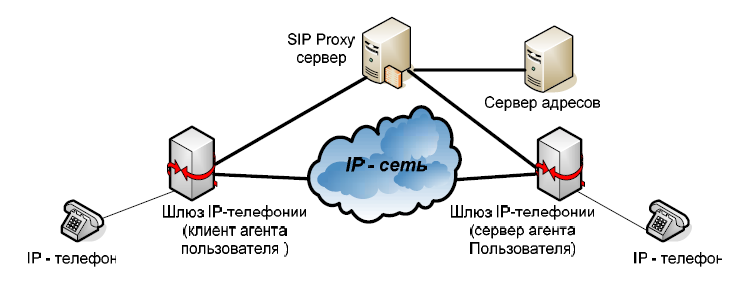 SIP Proxy
сервер
Сервер адресов
IP - сеть
Шлюз IP-телефонии
(клиент агента
пользователя )
Шлюз IP-телефонии
(сервер агента
Пользователя)
IP - телефон
IP - телефон